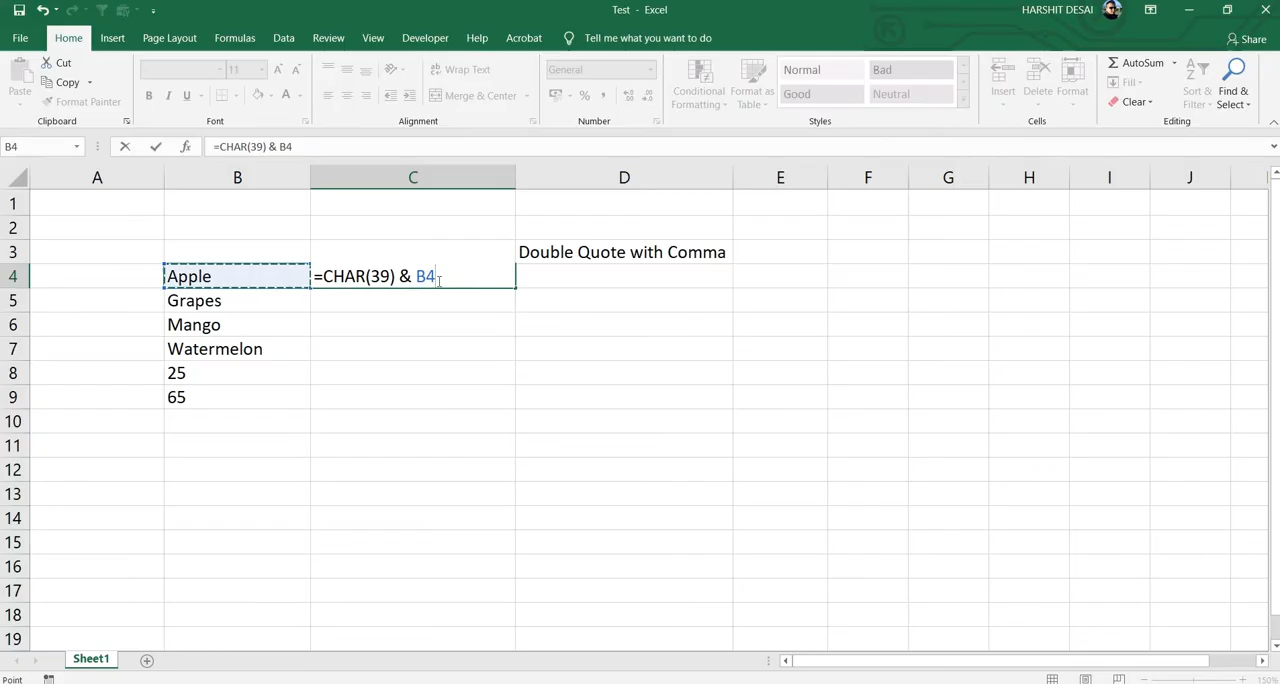 Test - Excel
HARSHIT DESAI
File Home Insert Page Layout Formulas Data Review View Developer Help Acrobat Tell me what you want to do Share
Paste
Cut
Copy
Format Painter
Clipboard
11
A A
B I U A
Font
Wrap Text
Merge & Center
Alignment
General
%
Number
Conditional Formatting
Format as Table
Normal Bad
Good Neutral
Styles
Insert Delete Format
Cells
AutoSum
Fill
Clear
Sort & Filter
Find & Select
Editing
B4 fx =CHAR(39) & B4
A B C D E F G H I J
1
2
3 Double Quote with Comma
4 Apple =CHAR(39) & B4
5 Grapes
6 Mango
7 Watermelon
8 25
9 65
10
11
12
13
14
15
16
17
18
19
Sheet1
Point 150%